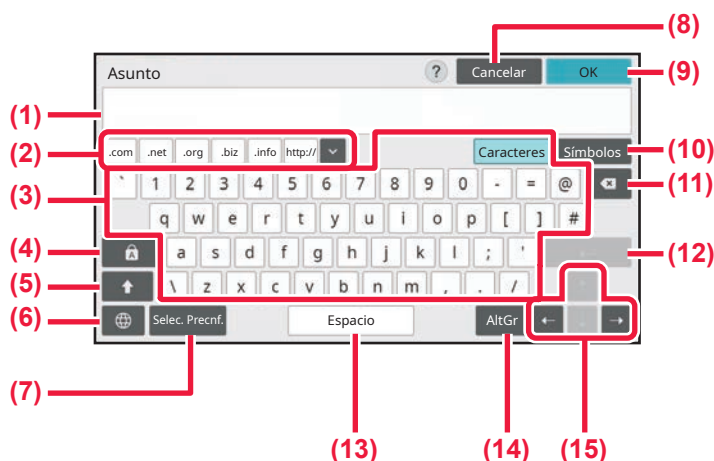 (8)
Asunto ? Cancelar OK (9)
(1)
(2) .com .net .org .biz .info http:// Caracteres Símbolos (10)
(3) ` 1 2 3 4 5 6 7 8 9 0 - = @ (11)
q w e r t y u i o p [ ] #
(4) A a s d f g h j k l ; ' (12)
(5) \ z x c v b n m , . /
(6) Selec. Precnf. Espacio AltGr ← →
(7)
(13) (14) (15)